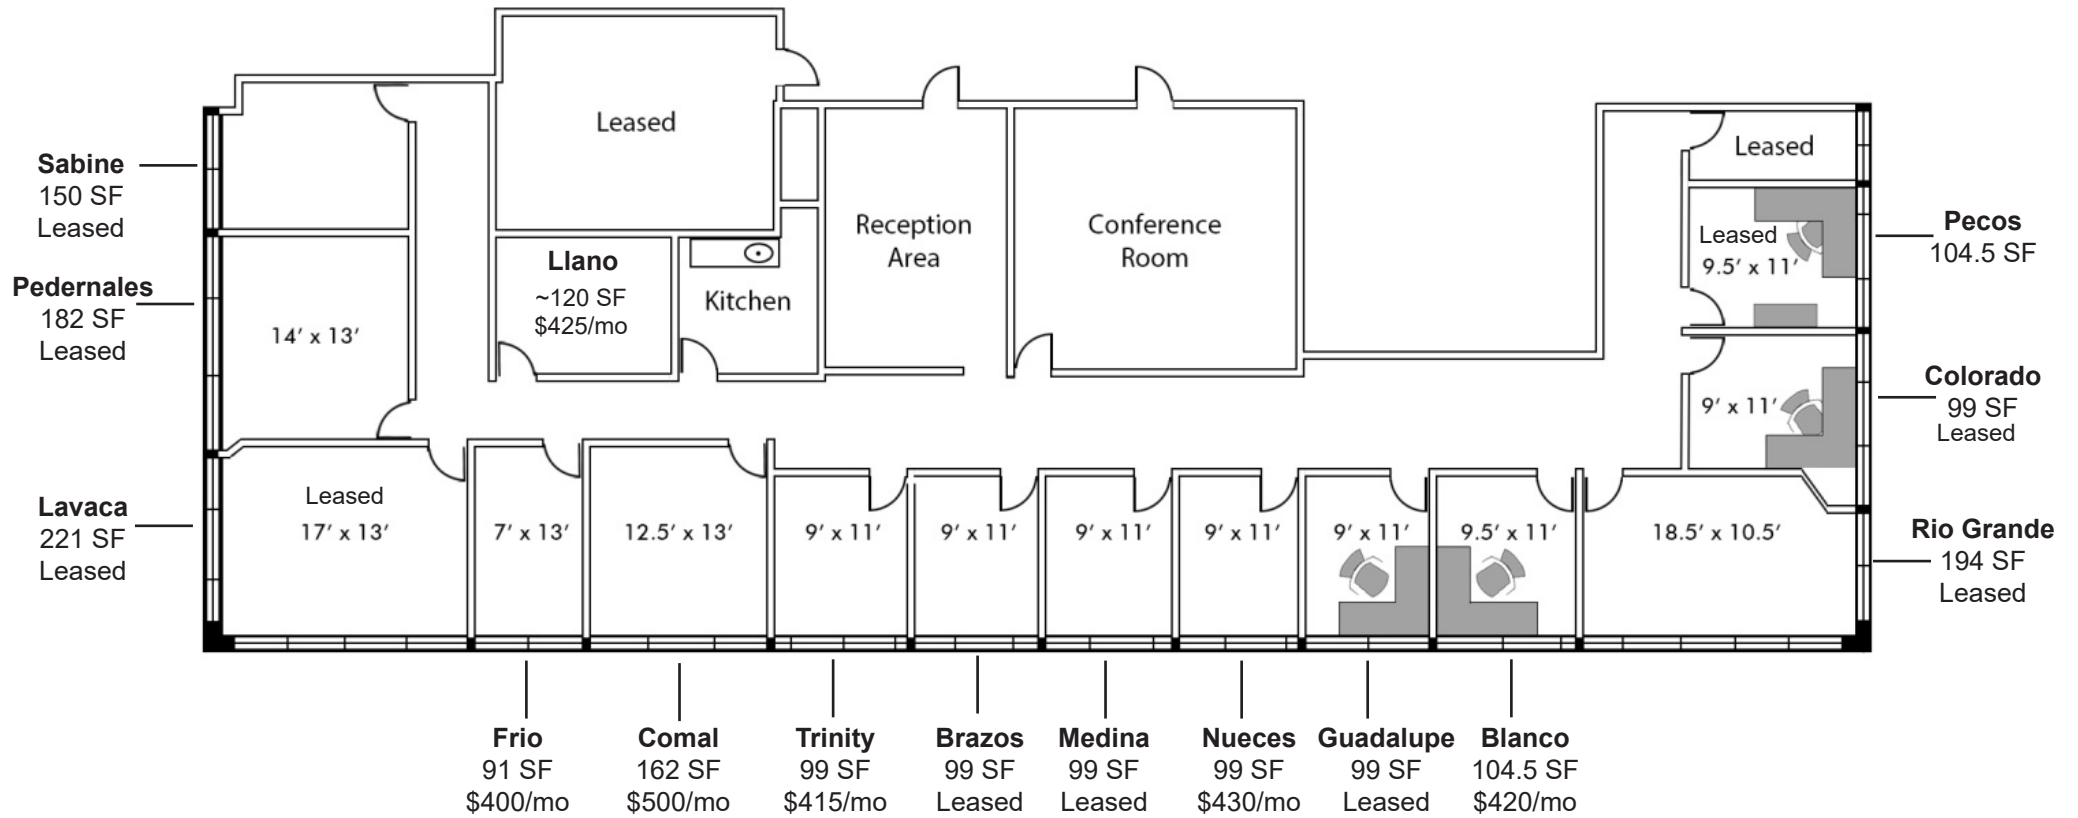 Sabine
150 SF
Leased
Pedernales
182 SF
Leased
14’ x 13’
Lavaca
221 SF
Leased
Leased
17’ x 13’
Leased
Llano
~120 SF
$425/mo
Kitchen
Reception
Area
Conference
Room
Leased
Leased
9.5’ x 11’
Pecos
104.5 SF
9’ x 11’
Colorado
99 SF
Leased
7’ x 13’
12.5’ x 13’
9’ x 11’
9’ x 11’
9’ x 11’
9’ x 11’
9’ x 11’
9.5’ x 11’
18.5’ x 10.5’
Rio Grande
194 SF
Leased
Frio
91 SF
$400/mo
Comal
162 SF
$500/mo
Trinity
99 SF
$415/mo
Brazos
99 SF
Leased
Medina
99 SF
Leased
Nueces
99 SF
$430/mo
Guadalupe
99 SF
Leased
Blanco
104.5 SF
$420/mo